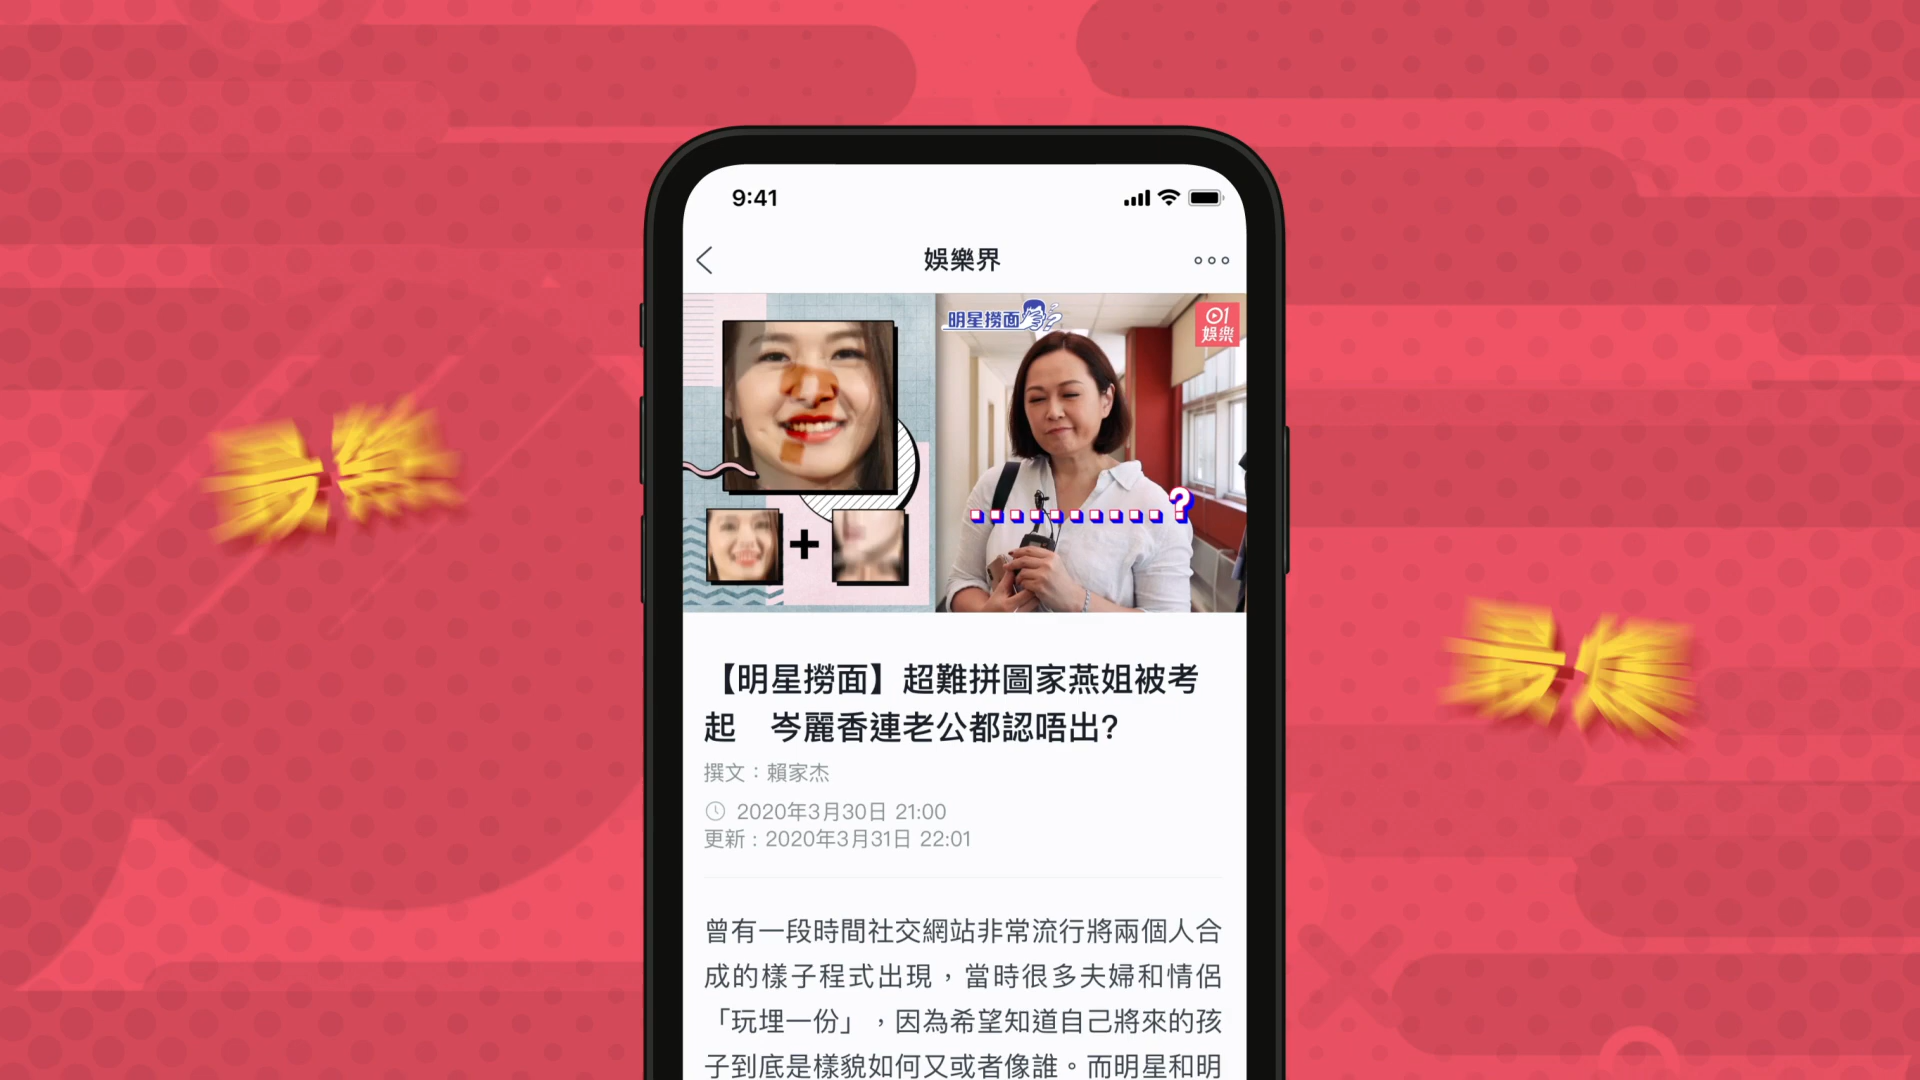 9:41
娛樂界
明星撈面
01
娛樂
?
+
【明星撈面】超難拼圖家燕姐被考
起 岑麗香連老公都認唔出?
撰文：賴家杰
2020年3月30日 21:00
更新：2020年3月31日 22:01
曾有一段時間社交網站非常流行將兩個人合
成的樣子程式出現，當時很多夫婦和情侶
「玩埋一份」，因為希望知道自己將來的孩
子到底是樣貌如何又或者像誰。而明星和明